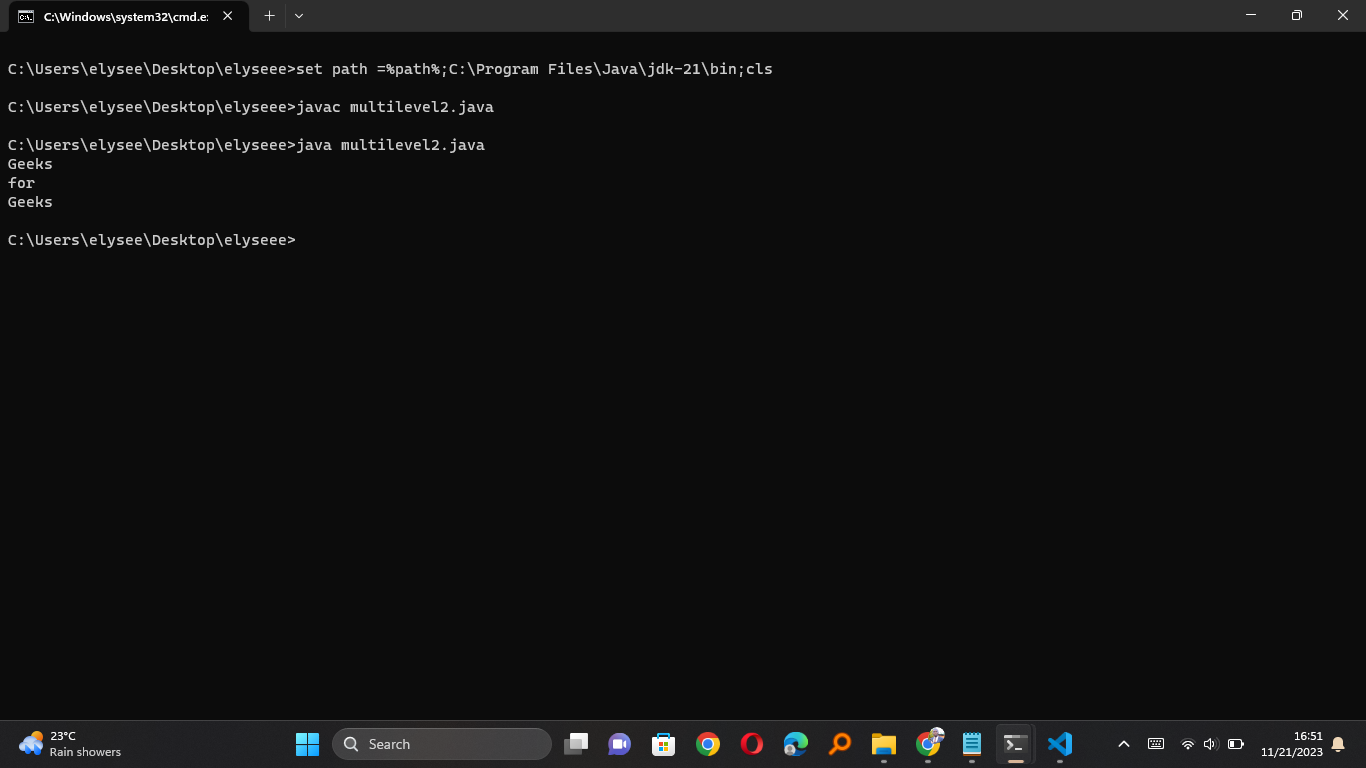 C:\Windows\system32\cmd.e:
C:\Users\elysee\Desktop\elyseee>set path =%path%;C:\Program Files\Java\jdk-21\bin;cls
C:\Users\elysee\Desktop\elyseee>javac multilevel2.java
C:\Users\elysee\Desktop\elyseee>java multilevel2.java
Geeks
for
Geeks
C:\Users\elysee\Desktop\elyseee>
23°C
Rain showers
Search
16:51
11/21/2023